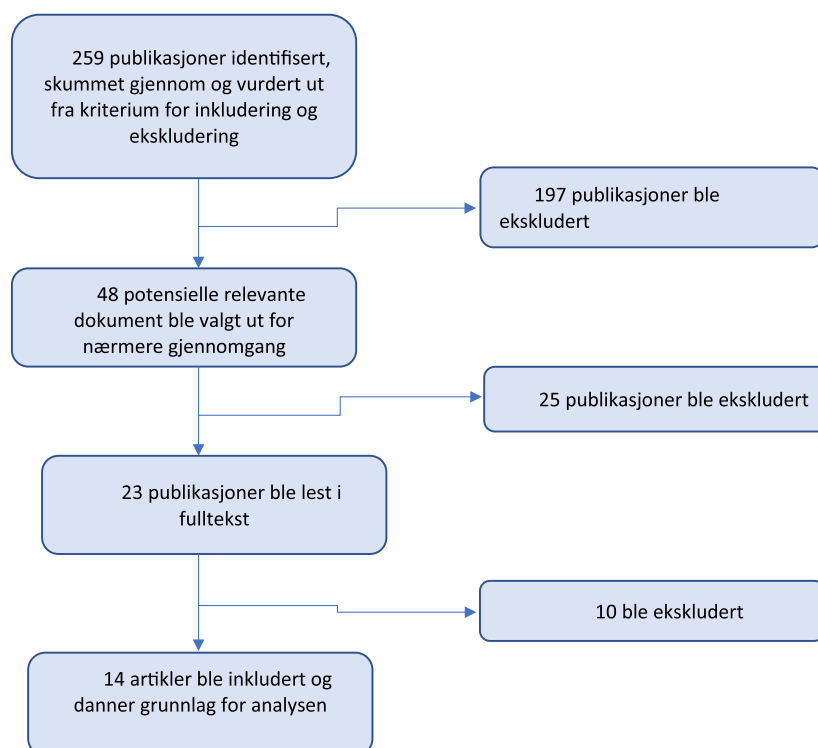 259 publikasjoner identifisert,
skummet gjennom og vurdert ut
fra kriterium for inkludering og
ekskludering
197 publikasjoner ble
ekskludert
48 potensielle relevante
dokument ble valgt ut for
nærmere gjennomgang
25 publikasjoner ble ekskludert
23 publikasjoner ble lest i
fulltekst
10 ble ekskludert
14 artikler ble inkludert og
danner grunnlag for analysen